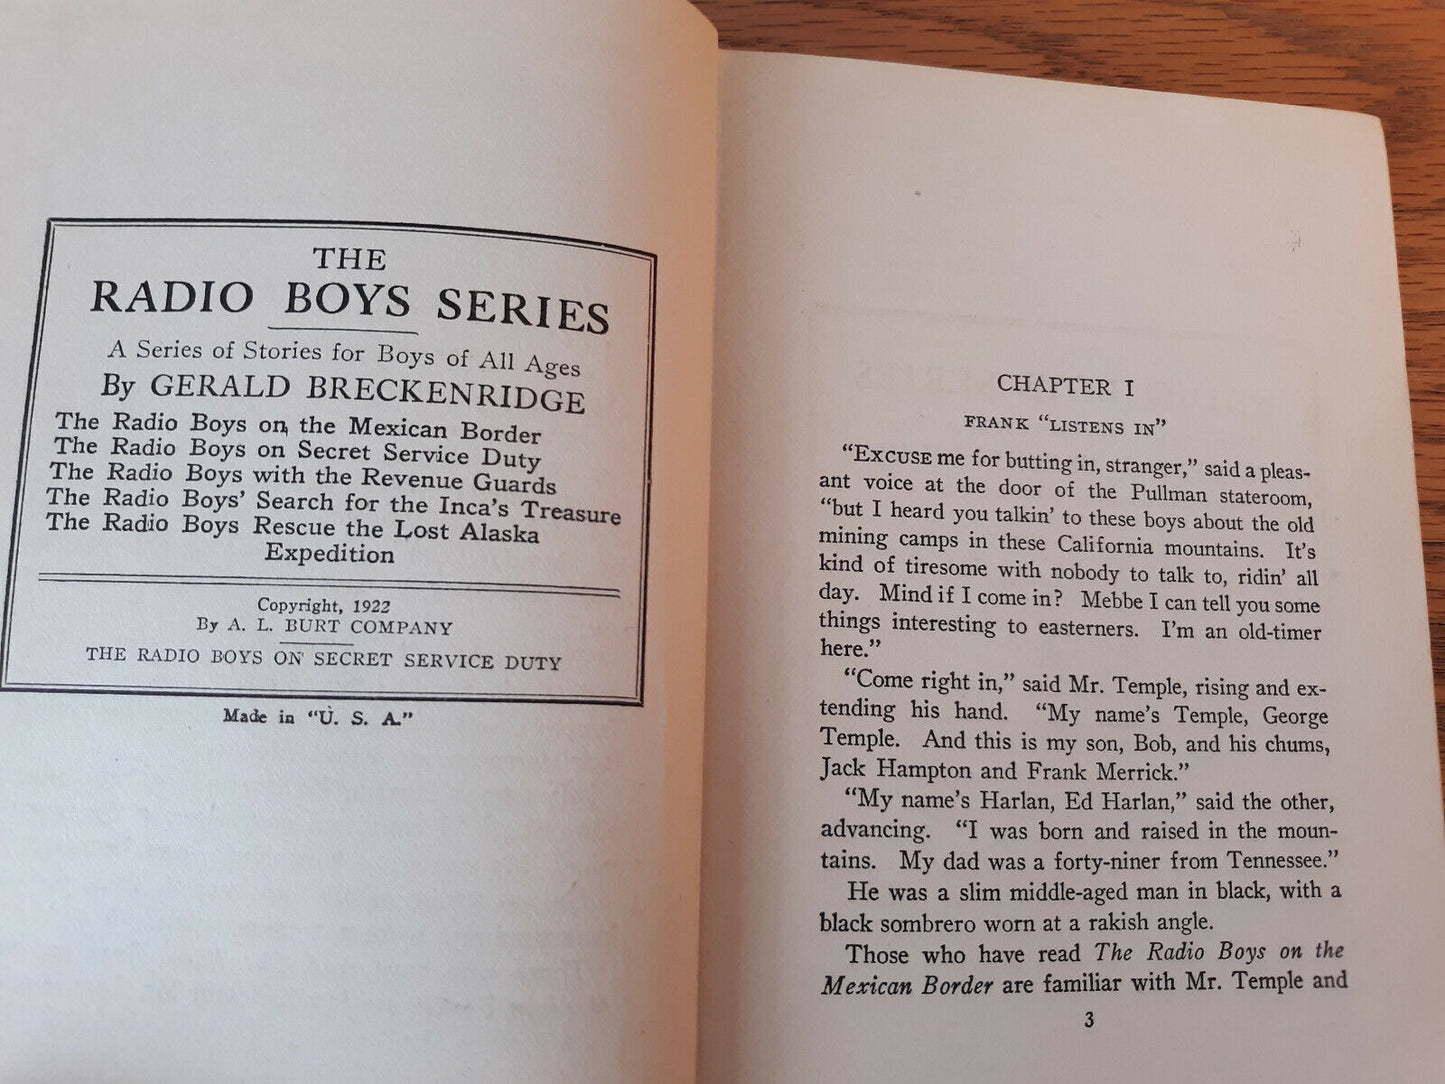 THE
RADIO BOYS SERIES
A Series of Stories for Boys of All Ages
By GERALD BRECKENRIDGE
The Radio Boys on the Mexican Border
The Radio Boys on Secret Service Duty
The Radio Boys with the Revenue Guards
The Radio Boys' Search for the Inca's Treasure
The Radio Boys Rescue the Lost Alaska
Expedition
Copyright, 1922
By A. L. BURT COMPANY
THE RADIO BOYS ON SECRET SERVICE DUTY
Made in "U. S. A."
CHAPTER I
FRANK "LISTENS IN"
"EXCUSE me for butting in, stranger," said a pleas-
ant voice at the door of the Pullman stateroom,
"but I heard you talkin' to these boys about the old
mining camps in these California mountains. It's
kind of tiresome with nobody to talk to, ridin' all
day. Mind if I come in? Mebbe I can tell you some
things interesting to easterners. I'm an old-timer
here."
"Come right in," said Mr. Temple, rising and ex-
tending his hand. "My name's Temple, George
Temple. And this is my son, Bob, and his chums,
Jack Hampton and Frank Merrick."
"My name's Harlan, Ed Harlan," said the other,
advancing. "I was born and raised in the moun-
tains. My dad was a forty-niner from Tennessee."
He was a slim middle-aged man in black, with a
black sombrero worn at a rakish angle.
Those who have read The Radio Boys on the
Mexican Border are familiar with Mr. Temple and
3